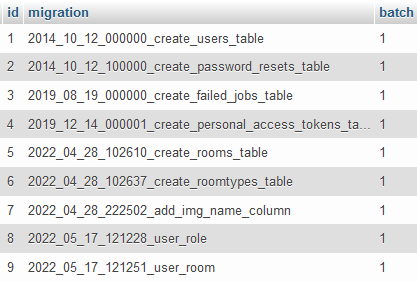 id migration batch
1 2014_10_12_000000_create_users_table 1
2 2014_10_12_100000_create_password_resets_table 1
3 2019_08_19_000000_create_failed_jobs_table 1
4 2019_12_14_000001_create_personal_access_tokens_ta... 1
5 2022_04_28_102610_create_rooms_table 1
6 2022_04_28_102637_create_roomtypes_table 1
7 2022_04_28_222502_add_img_name_column 1
8 2022_05_17_121228_user_role 1
9 2022_05_17_121251_user_room 1